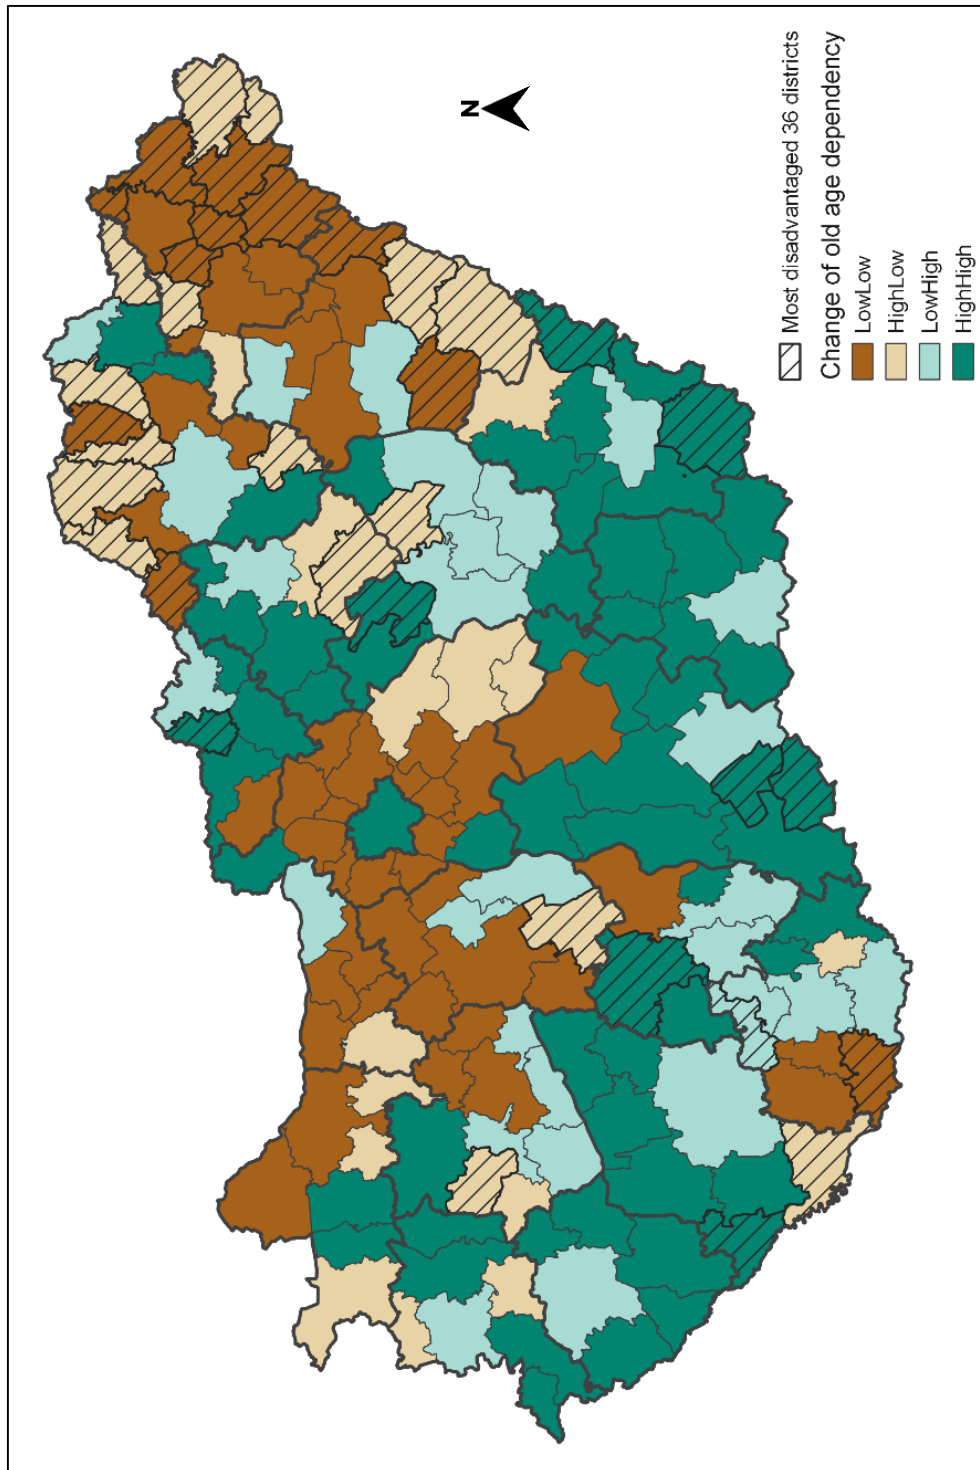 N
Most disadvantaged 36 districts
Change of old age dependency
LowLow
HighLow
LowHigh
HighHigh